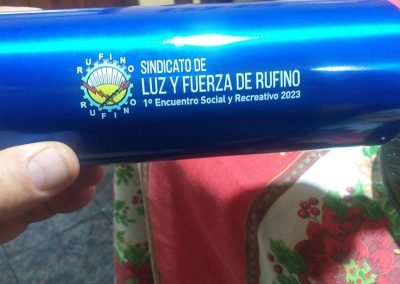 RUFINO
RUFINO
SINDICATO DE
LUZ Y FUERZA DE RUFINO
1º Encuentro Social y Recreativo 2023